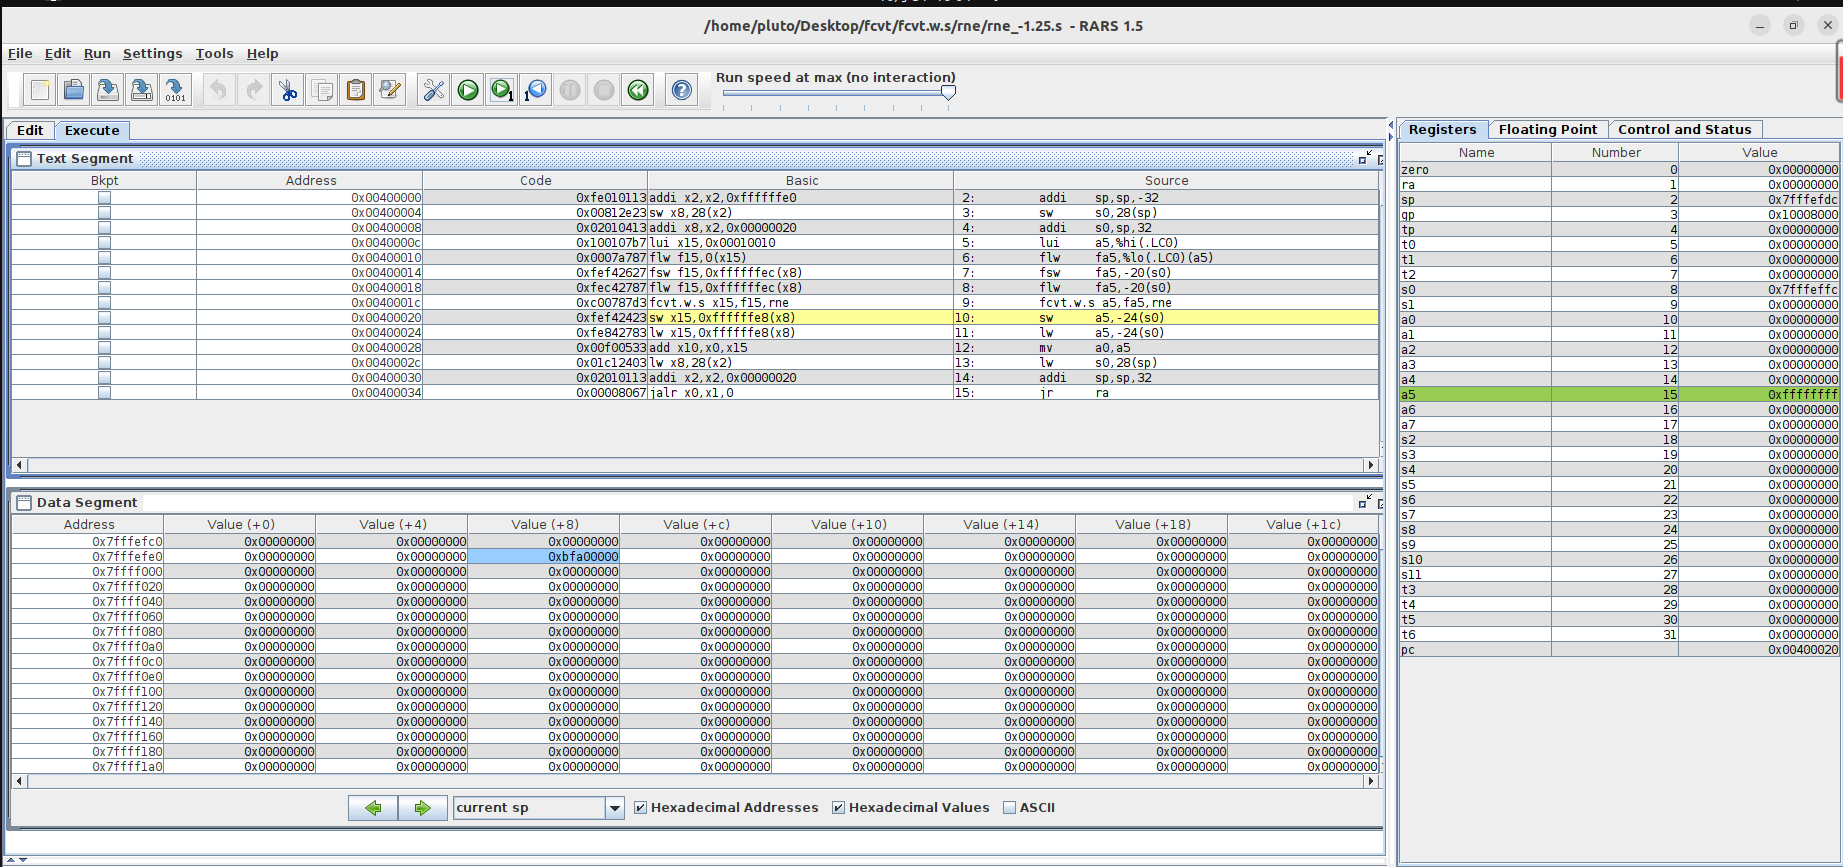 /home/pluto/Desktop/fcvt/fcvt.w.s/rne/rne_-1.25.s - RARS 1.5
File Edit Run Settings Tools Help
Run speed at max (no interaction)
Edit Execute
Text Segment
Bkpt Address Code Basic Source
0x00400000 0xfe010113 addi x2,x2,0xffffffe0 2: addi sp,sp,-32
0x00400004 0x00812e23 sw x8,28(x2) 3: sw s0,28(sp)
0x00400008 0x02010413 addi x8,x2,0x00000020 4: addi s0,sp,32
0x0040000c 0x100107b7 lui x15,0x00010010 5: lui a5,%hi(.LC0)
0x00400010 0x0007a787 flw f15,0(x15) 6: flw fa5,%lo(.LC0)(a5)
0x00400014 0xfef42627 fsw f15,0xffffffec(x8) 7: fsw fa5,-20(s0)
0x00400018 0xfec42787 flw f15,0xffffffec(x8) 8: flw fa5,-20(s0)
0x0040001c 0xc00787d3 fcvt.w.s x15,f15,rne 9: fcvt.w.s a5,fa5,rne
0x00400020 0xfef42423 sw x15,0xffffffe8(x8) 10: sw a5,-24(s0)
0x00400024 0xfe842783 lw x15,0xffffffe8(x8) 11: lw a5,-24(s0)
0x00400028 0x00f00533 add x10,x0,x15 12: mv a0,a5
0x0040002c 0x01c12403 lw x8,28(x2) 13: lw s0,28(sp)
0x00400030 0x02010113 addi x2,x2,0x00000020 14: addi sp,sp,32
0x00400034 0x00008067 jalr x0,x1,0 15: jr ra
Data Segment
Address Value (+0) Value (+4) Value (+8) Value (+c) Value (+10) Value (+14) Value (+18) Value (+1c)
0x7fffefc0 0x00000000 0x00000000 0x00000000 0x00000000 0x00000000 0x00000000 0x00000000 0x00000000
0x7fffefe0 0x00000000 0x00000000 0xbfa00000 0x00000000 0x00000000 0x00000000 0x00000000 0x00000000
0x7ffff000 0x00000000 0x00000000 0x00000000 0x00000000 0x00000000 0x00000000 0x00000000 0x00000000
0x7ffff020 0x00000000 0x00000000 0x00000000 0x00000000 0x00000000 0x00000000 0x00000000 0x00000000
0x7ffff040 0x00000000 0x00000000 0x00000000 0x00000000 0x00000000 0x00000000 0x00000000 0x00000000
0x7ffff060 0x00000000 0x00000000 0x00000000 0x00000000 0x00000000 0x00000000 0x00000000 0x00000000
0x7ffff080 0x00000000 0x00000000 0x00000000 0x00000000 0x00000000 0x00000000 0x00000000 0x00000000
0x7ffff0a0 0x00000000 0x00000000 0x00000000 0x00000000 0x00000000 0x00000000 0x00000000 0x00000000
0x7ffff0c0 0x00000000 0x00000000 0x00000000 0x00000000 0x00000000 0x00000000 0x00000000 0x00000000
0x7ffff0e0 0x00000000 0x00000000 0x00000000 0x00000000 0x00000000 0x00000000 0x00000000 0x00000000
0x7ffff100 0x00000000 0x00000000 0x00000000 0x00000000 0x00000000 0x00000000 0x00000000 0x00000000
0x7ffff120 0x00000000 0x00000000 0x00000000 0x00000000 0x00000000 0x00000000 0x00000000 0x00000000
0x7ffff140 0x00000000 0x00000000 0x00000000 0x00000000 0x00000000 0x00000000 0x00000000 0x00000000
0x7ffff160 0x00000000 0x00000000 0x00000000 0x00000000 0x00000000 0x00000000 0x00000000 0x00000000
0x7ffff180 0x00000000 0x00000000 0x00000000 0x00000000 0x00000000 0x00000000 0x00000000 0x00000000
0x7ffff1a0 0x00000000 0x00000000 0x00000000 0x00000000 0x00000000 0x00000000 0x00000000 0x00000000
current sp Hexadecimal Addresses Hexadecimal Values ASCII
Registers Floating Point Control and Status
Name Number Value
zero 0 0x00000000
ra 1 0x00000000
sp 2 0x7fffefdc
gp 3 0x10008000
tp 4 0x00000000
t0 5 0x00000000
t1 6 0x00000000
t2 7 0x00000000
s0 8 0x7fffeffc
s1 9 0x00000000
a0 10 0x00000000
a1 11 0x00000000
a2 12 0x00000000
a3 13 0x00000000
a4 14 0x00000000
a5 15 0xffffffff
a6 16 0x00000000
a7 17 0x00000000
s2 18 0x00000000
s3 19 0x00000000
s4 20 0x00000000
s5 21 0x00000000
s6 22 0x00000000
s7 23 0x00000000
s8 24 0x00000000
s9 25 0x00000000
s10 26 0x00000000
s11 27 0x00000000
t3 28 0x00000000
t4 29 0x00000000
t5 30 0x00000000
t6 31 0x00000000
pc 0x00400020